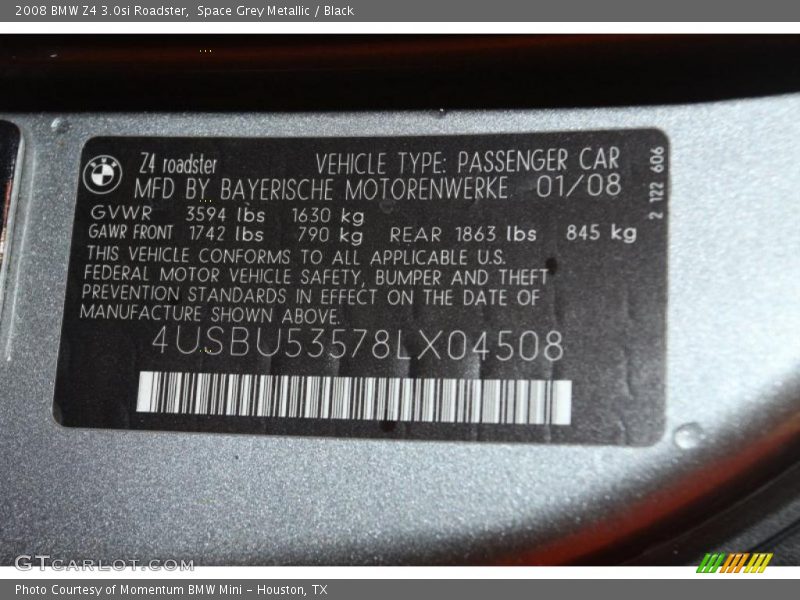 2008 BMW Z4 3.0si Roadster,  Space Grey Metallic / Black
Z4 roadster VEHICLE TYPE: PASSENGER CAR
MFD BY BAYERISCHE MOTORENWERKE 01/08
GVWR 3594 lbs 1630 kg
GAWR FRONT 1742 lbs 790 kg REAR 1863 lbs 845 kg
THIS VEHICLE CONFORMS TO ALL APPLICABLE U.S.
FEDERAL MOTOR VEHICLE SAFETY, BUMPER AND THEFT
PREVENTION STANDARDS IN EFFECT ON THE DATE OF
MANUFACTURE SHOWN ABOVE.
4USBU53578LX04508
2 122 606
GTCARLOT.COM
Photo Courtesy of Momentum BMW Mini - Houston, TX